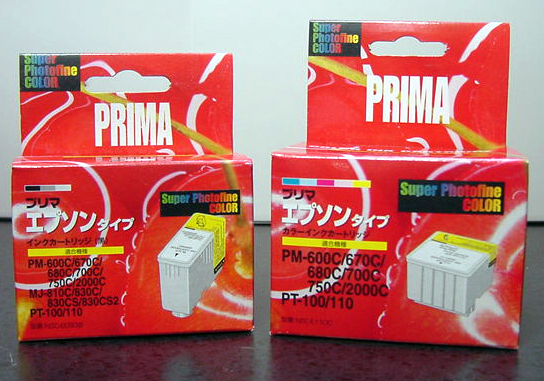 Super
Photofine
COLOR
PRIMA
Super Photofine
COLOR
プリマ
エプソンタイプ
インクカートリッジ
適合機種
PM-600C/670C/
680C/700C/
750C/2000C
MJ-810C/830C/
830CS/830CS2
PT-100/110
Super
Photofine
COLOR
PRIMA
Super Photofine
COLOR
プリマ
エプソンタイプ
カラーインクカートリッジ
適合機種
PM-600C/670C/
680C/700C
750C/2000C
PT-100/110